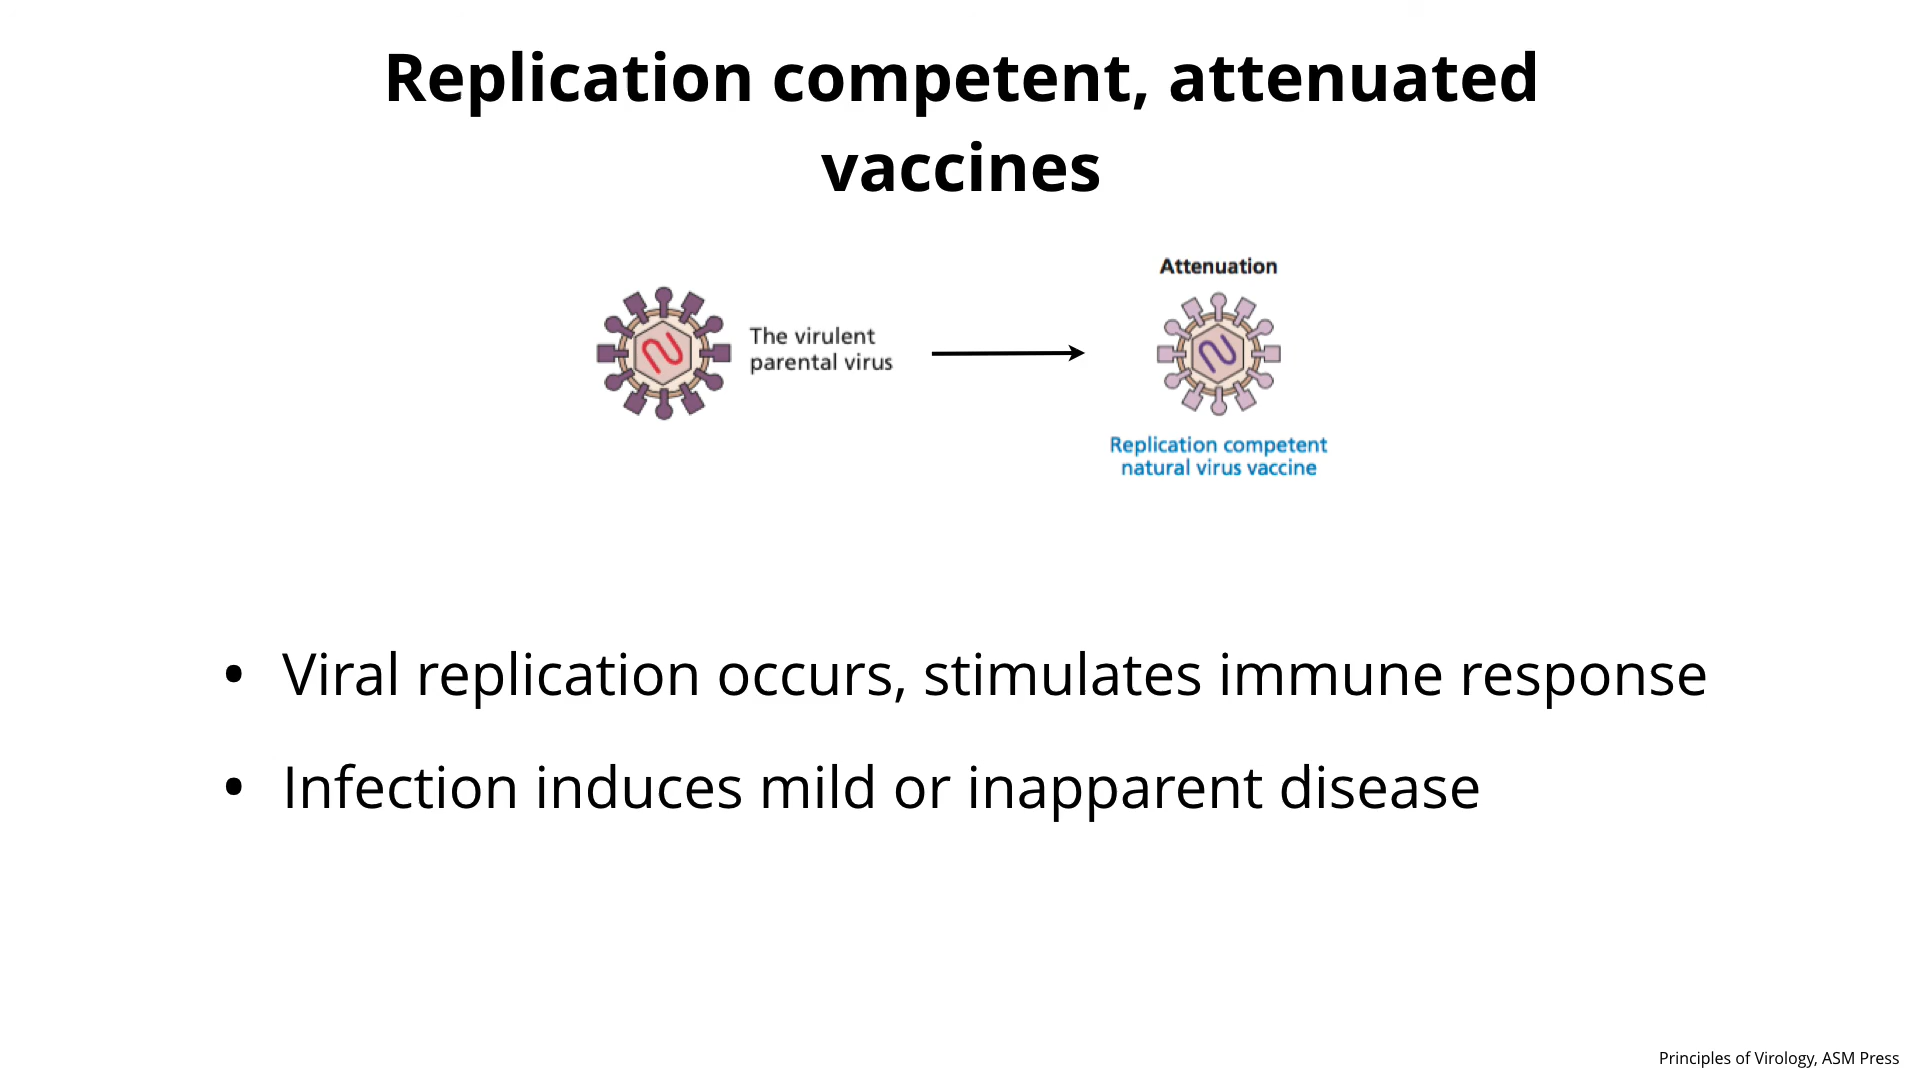 Replication competent, attenuated
vaccines
Attenuation
The virulent
parental virus
Replication competent
natural virus vaccine
• Viral replication occurs, stimulates immune response
• Infection induces mild or inapparent disease
Principles of Virology, ASM Press